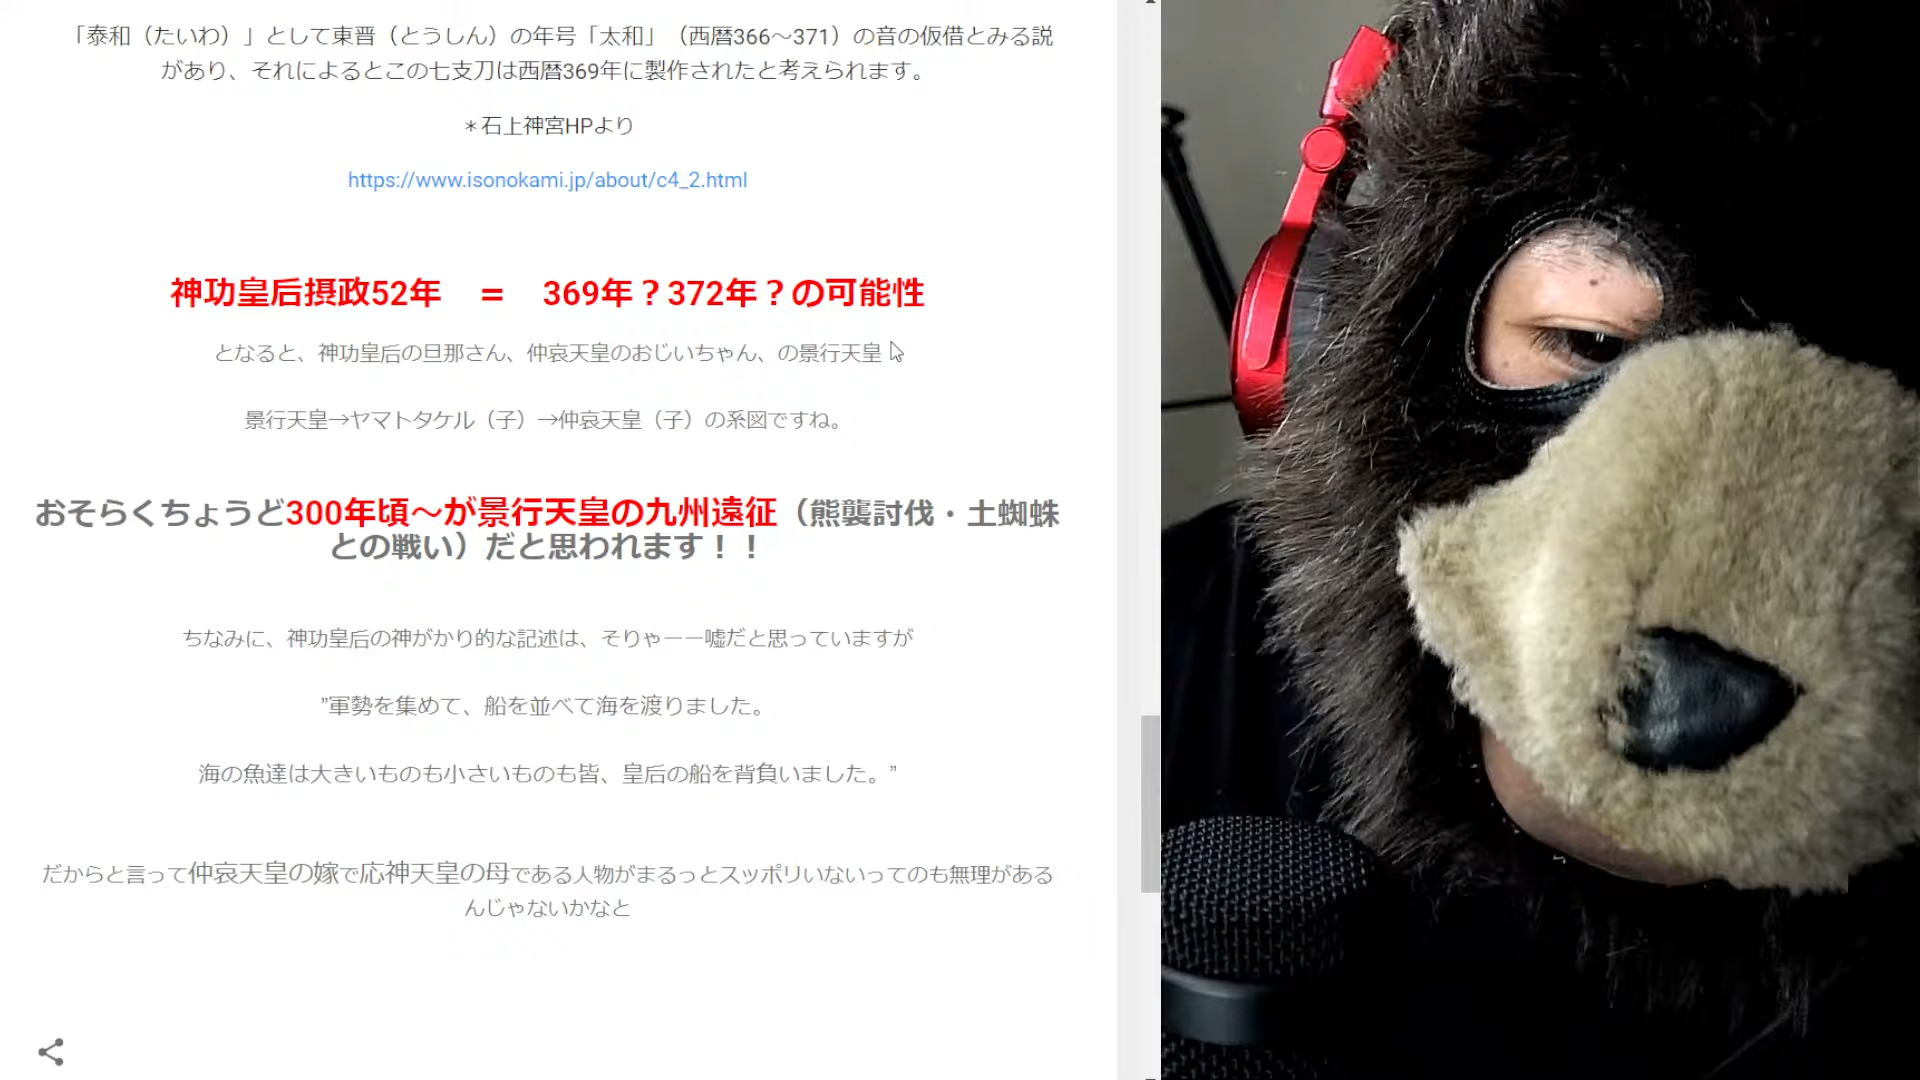 「泰和（たいわ）」として東晋（とうしん）の年号「太和」（西暦366〜371）の音の仮借とみる説
があり、それによるとこの七支刀は西暦369年に製作されたと考えられます。
＊石上神宮HPより
https://www.isonokami.jp/about/c4_2.html
神功皇后摂政52年　＝　369年？372年？の可能性
となると、神功皇后の旦那さん、仲哀天皇のおじいちゃん、の景行天皇
景行天皇→ヤマトタケル（子）→仲哀天皇（子）の系図ですね。
おそらくちょうど300年頃〜が景行天皇の九州遠征（熊襲討伐・土蜘蛛
との戦い）だと思われます！！
ちなみに、神功皇后の神がかり的な記述は、そりゃーー嘘だと思っていますが
”軍勢を集めて、船を並べて海を渡りました。
海の魚達は大きいものも小さいものも皆、皇后の船を背負いました。”
だからと言って仲哀天皇の嫁で応神天皇の母である人物がまるっとスッポリいないってのも無理がある
んじゃないかなと